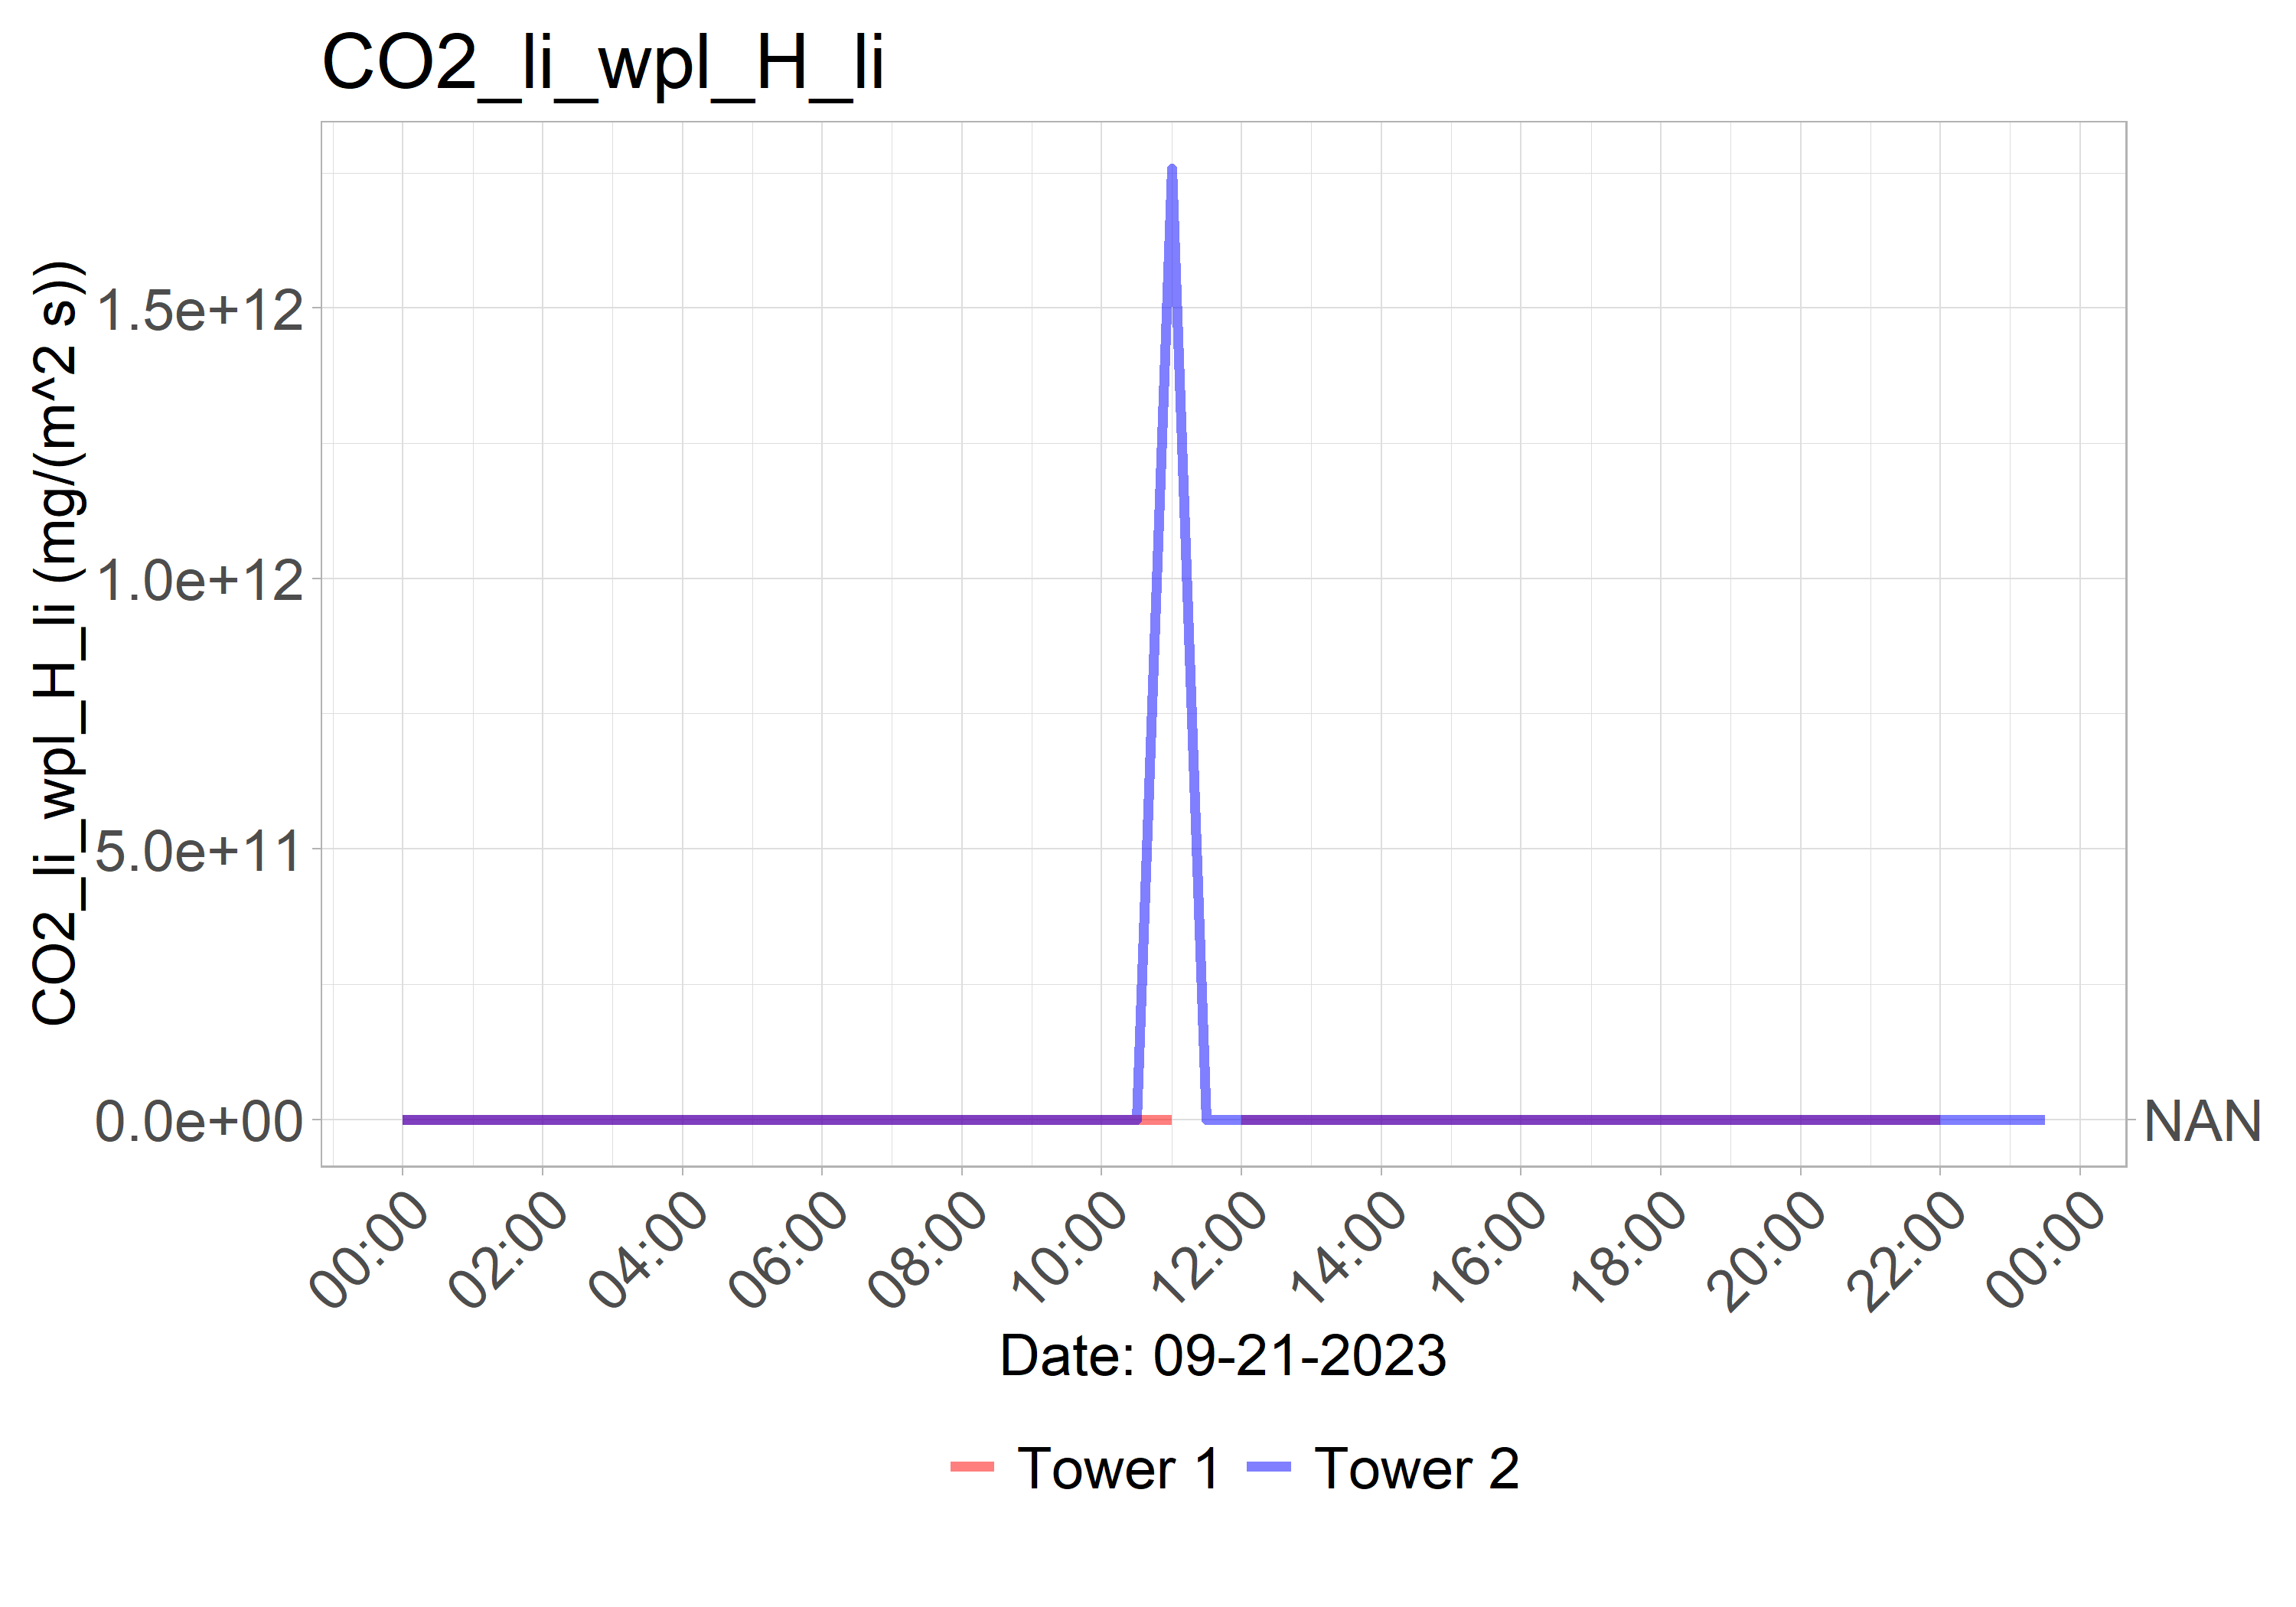 CO2_li_wpl_H_li
CO2_li_wpl_H_li (mg/(m^2 s))
1.5e+12
1.0e+12
5.0e+11
0.0e+00
NAN
00:00
02:00
04:00
06:00
08:00
10:00
12:00
14:00
16:00
18:00
20:00
22:00
00:00
Date: 09-21-2023
Tower 1
Tower 2